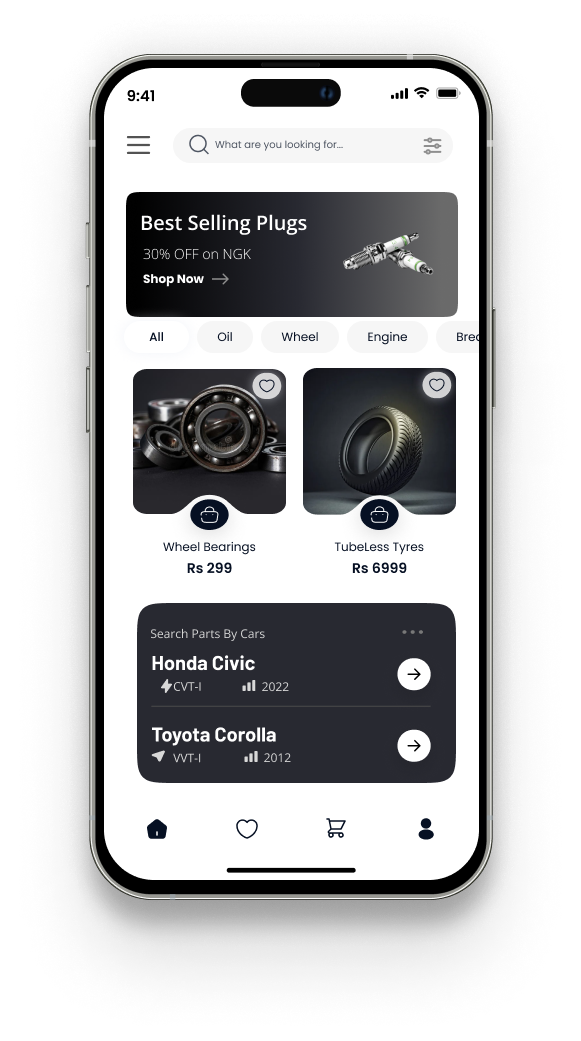 9:41
What are you looking for...
Best Selling Plugs
30% OFF on NGK
Shop Now
All Oil Wheel Engine Brea
Wheel Bearings TubeLess Tyres
Rs 299 Rs 6999
Search Parts By Cars
Honda Civic
CVT-I 2022
Toyota Corolla
VVT-I 2012